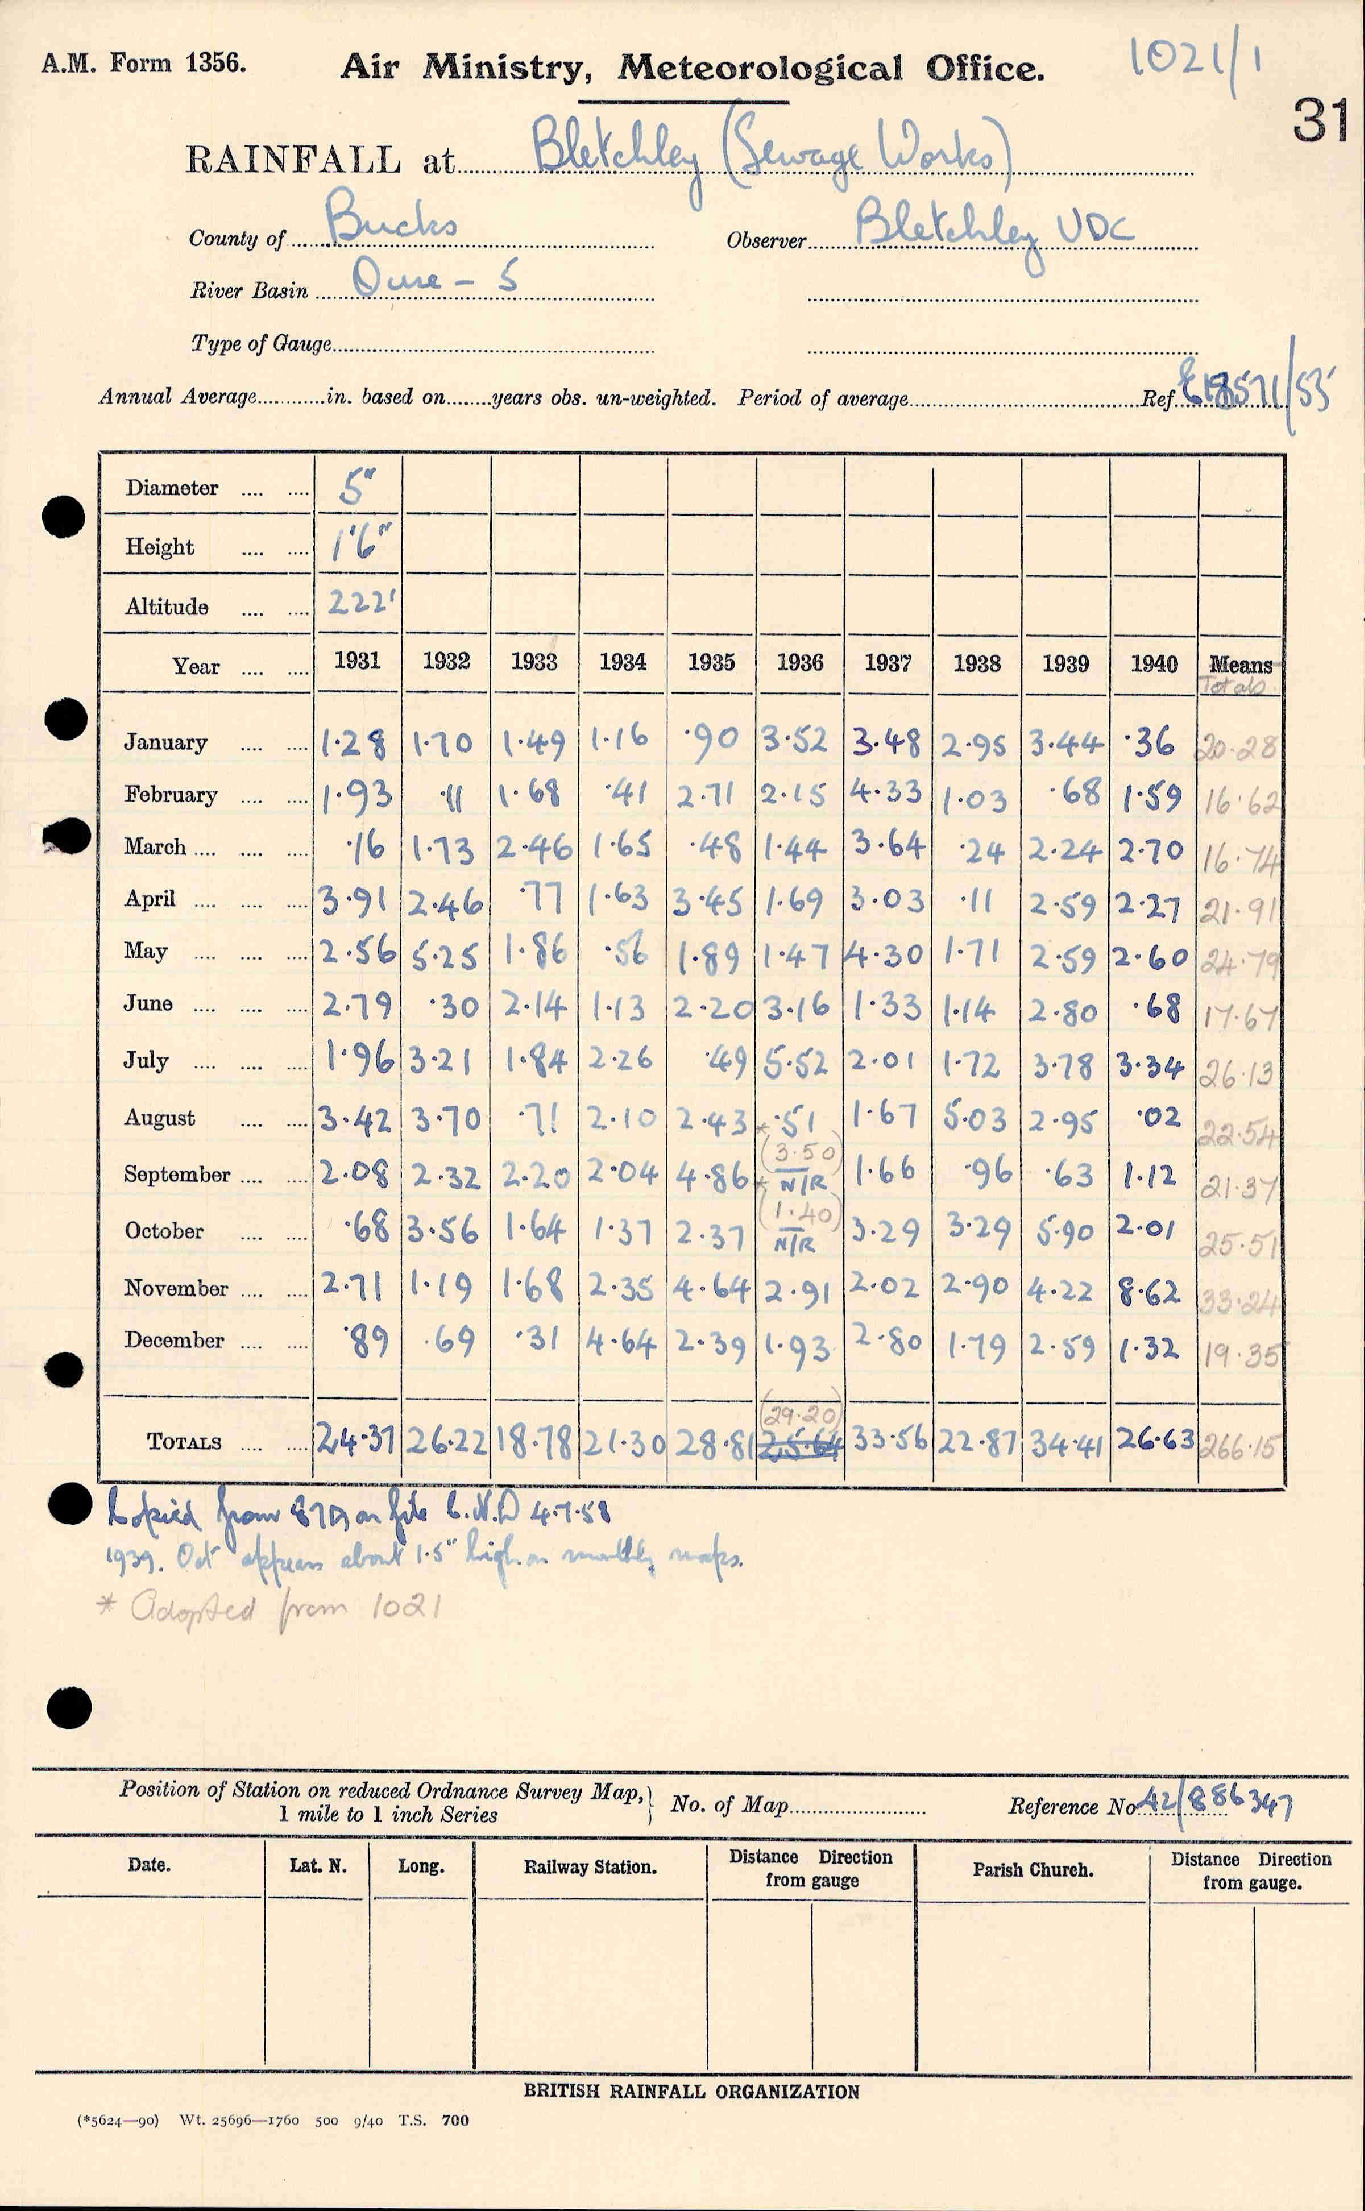 A.M. Form 1356. Air Ministry, Meteorological Office. 1021/1
31
RAINFALL at Bletchley (Sewage Works)
County of Bucks Observer Bletchley UDC
River Basin Ouse - 5
Type of Gauge
Annual Average in. based on years obs. un-weighted. Period of average Ref. 18571/53
Diameter 5"
Height 1'6"
Altitude 222'
Year 1931 1932 1933 1934 1935 1936 1937 1938 1939 1940 Means
Totals
January 1.28 1.70 1.49 1.16 .90 3.52 3.48 2.95 3.44 .36 20.28
February 1.93 .11 1.68 .41 2.71 2.15 4.33 1.03 .68 1.59 16.62
March .16 1.73 2.46 1.65 .48 1.44 3.64 .24 2.24 2.70 16.74
April 3.91 2.46 .77 1.63 3.45 1.69 3.03 .11 2.59 2.27 21.91
May 2.56 5.25 1.86 .56 1.89 1.47 4.30 1.71 2.59 2.60 24.79
June 2.79 .30 2.14 1.13 2.20 3.16 1.33 1.14 2.80 .68 17.67
July 1.96 3.21 1.84 2.26 .49 5.52 2.01 1.72 3.78 3.34 26.13
August 3.42 3.70 .71 2.10 2.43 .51 1.67 5.03 2.95 .02 22.54
September 2.08 2.32 2.20 2.04 4.86 * (3.50) N/R 1.66 .96 .63 1.12 21.37
October .68 3.56 1.64 1.37 2.37 * (1.40) N/R 3.29 3.29 5.90 2.01 25.51
November 2.71 1.19 1.68 2.35 4.64 2.91 2.02 2.90 4.22 8.62 33.24
December .89 .69 .31 4.64 2.39 1.93 2.80 1.79 2.59 1.32 19.35
(29.20)
TOTALS 24.37 26.22 18.78 21.30 28.81 25.64 33.56 22.87 34.41 26.63 266.15
Copied from on file 4.7.58
1939. Oct appears about 1.5" high on monthly maps.
* Adopted from 1021
Position of Station on reduced Ordnance Survey Map, 1 mile to 1 inch Series No. of Map Reference No 42/886347
Date. Lat. N. Long. Railway Station. Distance Direction from gauge Parish Church. Distance Direction from gauge.
BRITISH RAINFALL ORGANIZATION
(*5624—90) Wt. 25696—1760 500 9/40 T.S. 700